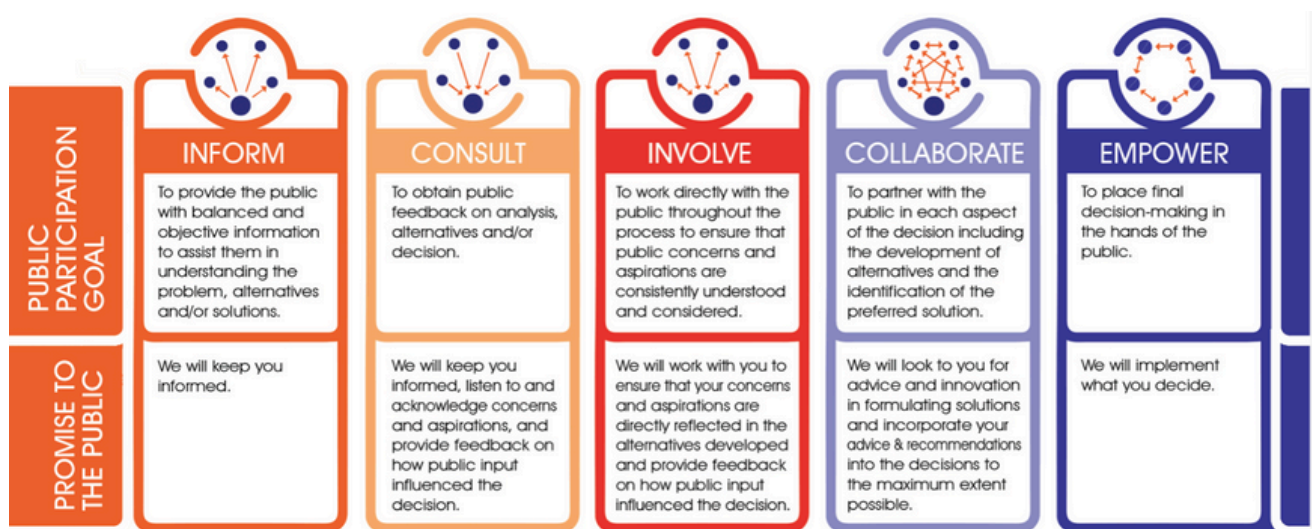 INFORM
CONSULT
INVOLVE
COLLABORATE
EMPOWER
PUBLIC
PARTICIPATION
GOAL
To provide the public
with balanced and
objective information
to assist them in
understanding the
problem, alternatives
and/or solutions.
To obtain public
feedback on analysis,
alternatives and/or
decision.
To work directly with the
public throughout the
process to ensure that
public concerns and
aspirations are
consistently understood
and considered.
To partner with the
public in each aspect
of the decision including
the development of
alternatives and the
identification of the
preferred solution.
To place final
decision-making in
the hands of the
public.
PROMISE TO
THE PUBLIC
We will keep you
informed.
We will keep you
informed, listen to and
acknowledge concerns
and aspirations, and
provide feedback on
how public input
influenced the
decision.
We will work with you to
ensure that your concerns
and aspirations are
directly reflected in the
alternatives developed
and provide feedback
on how public input
influenced the decision.
We will look to you for
advice and innovation
in formulating solutions
and incorporate your
advice & recommendations
into the decisions to
the maximum extent
possible.
We will implement
what you decide.